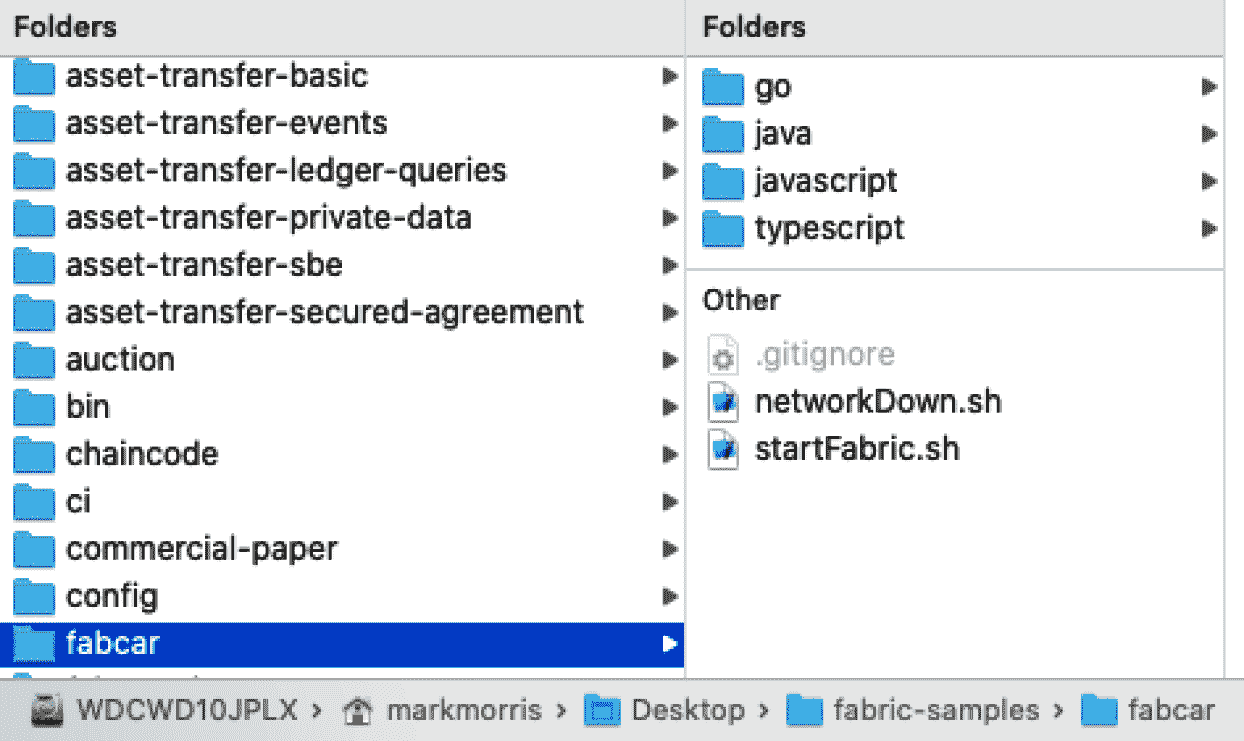 Folders
asset-transfer-basic
asset-transfer-events
asset-transfer-ledger-queries
asset-transfer-private-data
asset-transfer-sbe
asset-transfer-secured-agreement
auction
bin
chaincode
ci
commercial-paper
config
fabcar
Folders
go
java
javascript
typescript
Other
.gitignore
networkDown.sh
startFabric.sh
WDCWD10JPLX › markmorris › Desktop › fabric-samples › fabcar